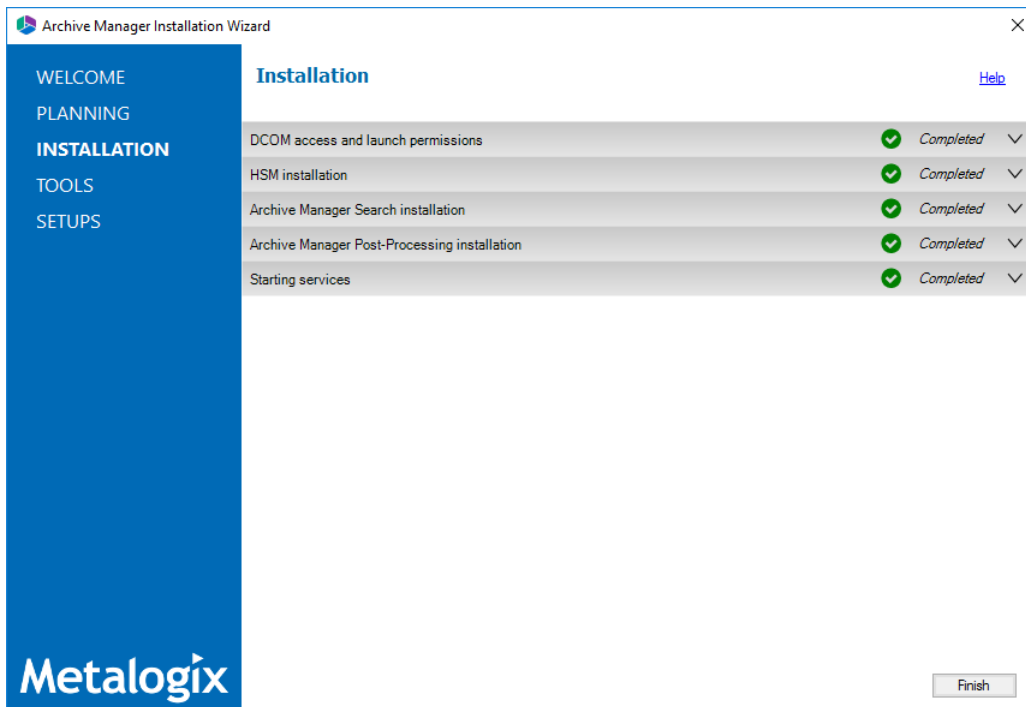 Archive Manager Installation Wizard
WELCOME
PLANNING
INSTALLATION
TOOLS
SETUPS
Installation
Help
DCOM access and launch permissions Completed
HSM installation Completed
Archive Manager Search installation Completed
Archive Manager Post-Processing installation Completed
Starting services Completed
Metalogix
Finish